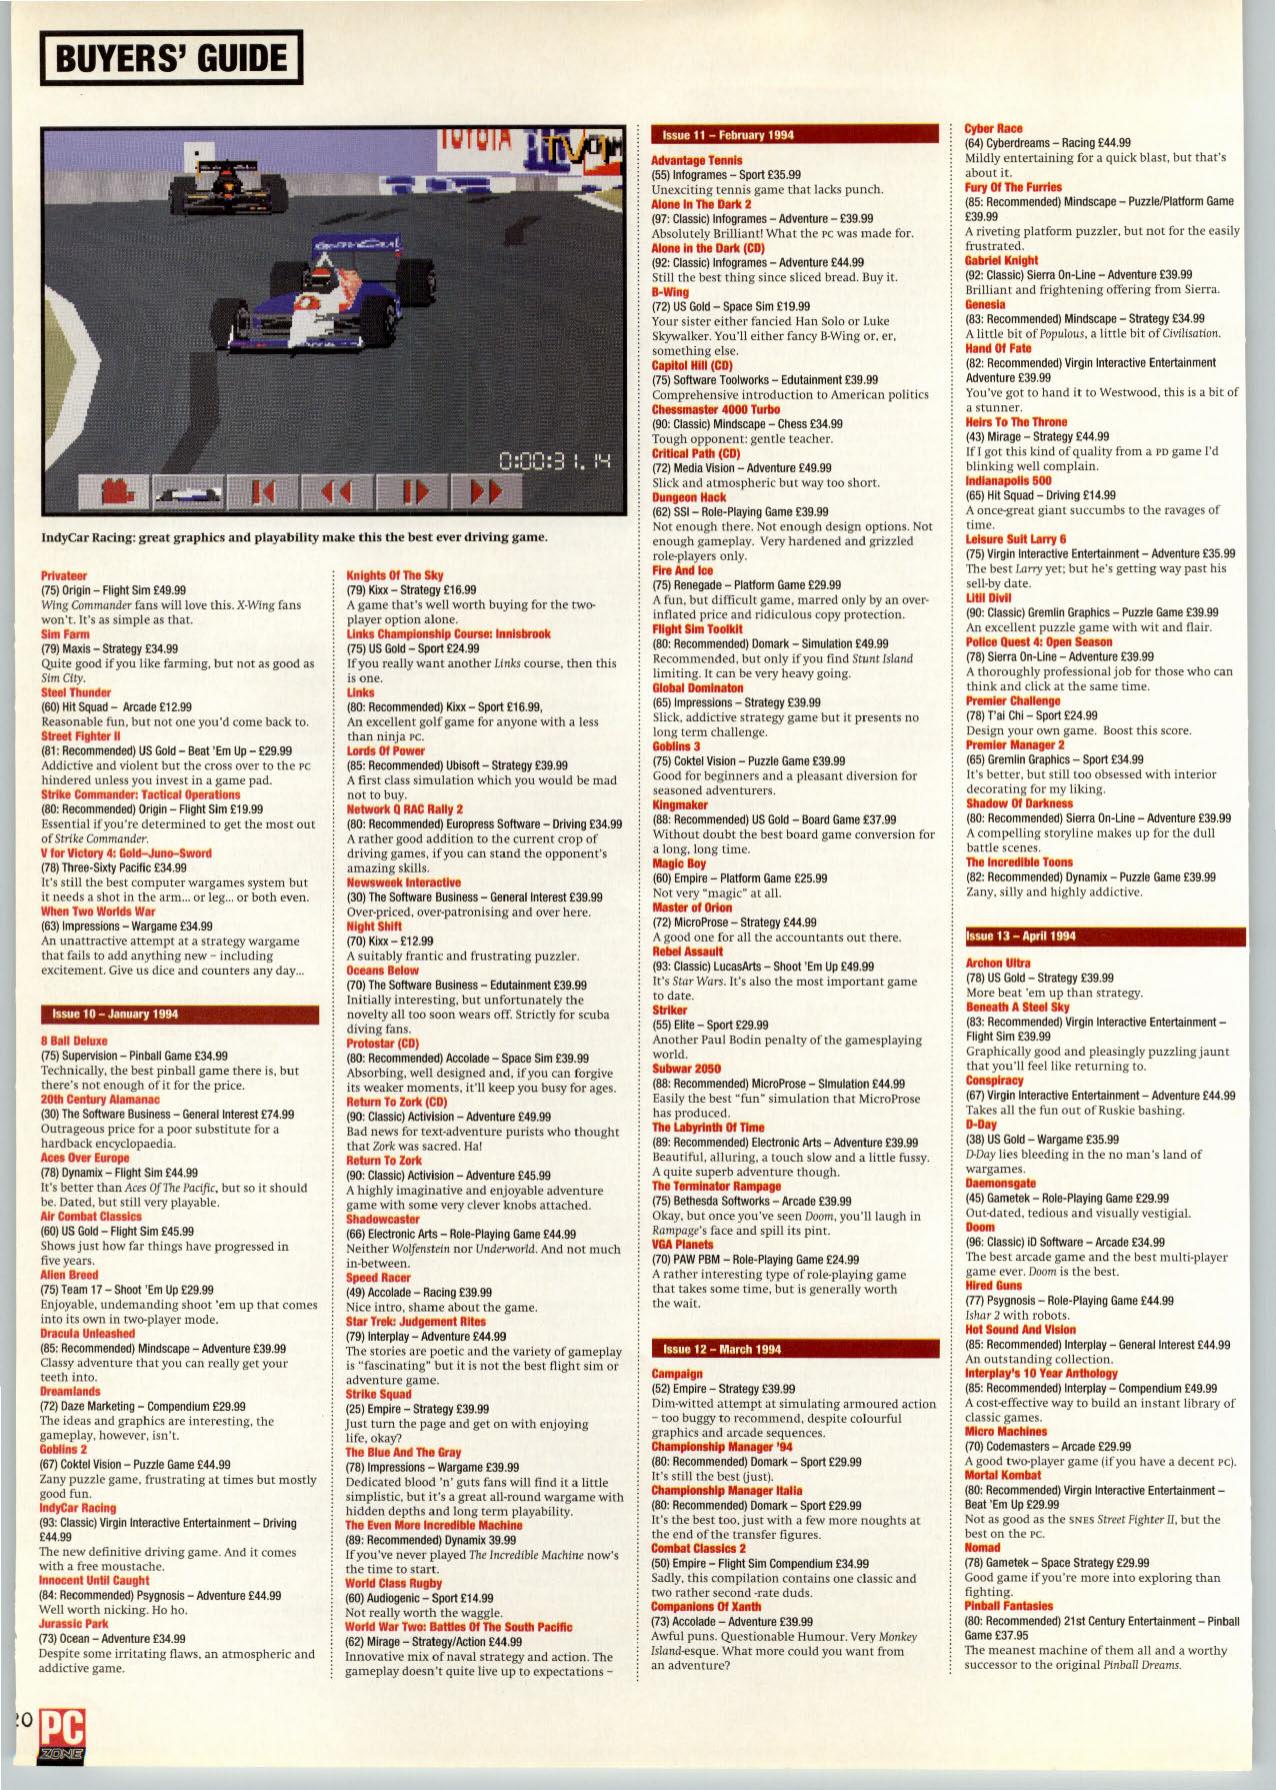 BUYERS' GUIDE
TOYOTA
TV1
0:00:31.14
IndyCar Racing: great graphics and playability make this the best ever driving game.
Privateer
(75) Origin – Flight Sim £49.99
Wing Commander fans will love this. X-Wing fans
won't. It's as simple as that.
Sim Farm
(79) Maxis – Strategy £34.99
Quite good if you like farming, but not as good as
Sim City.
Steel Thunder
(60) Hit Squad – Arcade £12.99
Reasonable fun, but not one you'd come back to.
Street Fighter II
(81: Recommended) US Gold – Beat 'Em Up – £29.99
Addictive and violent but the cross over to the PC
hindered unless you invest in a game pad.
Strike Commander: Tactical Operations
(80: Recommended) Origin – Flight Sim £19.99
Essential if you're determined to get the most out
of Strike Commander.
V for Victory 4: Gold–Juno–Sword
(78) Three-Sixty Pacific £34.99
It's still the best computer wargames system but
it needs a shot in the arm... or leg... or both even.
When Two Worlds War
(63) Impressions – Wargame £34.99
An unattractive attempt at a strategy wargame
that fails to add anything new – including
excitement. Give us dice and counters any day...
Issue 10 – January 1994
8 Ball Deluxe
(75) Supervision – Pinball Game £34.99
Technically, the best pinball game there is, but
there's not enough of it for the price.
20th Century Alamanac
(30) The Software Business – General Interest £74.99
Outrageous price for a poor substitute for a
hardback encyclopaedia.
Aces Over Europe
(78) Dynamix – Flight Sim £44.99
It's better than Aces Of The Pacific, but so it should
be. Dated, but still very playable.
Air Combat Classics
(60) US Gold – Flight Sim £45.99
Shows just how far things have progressed in
five years.
Alien Breed
(75) Team 17 – Shoot 'Em Up £29.99
Enjoyable, undemanding shoot 'em up that comes
into its own in two-player mode.
Dracula Unleashed
(85: Recommended) Mindscape – Adventure £39.99
Classy adventure that you can really get your
teeth into.
Dreamlands
(72) Daze Marketing – Compendium £29.99
The ideas and graphics are interesting, the
gameplay, however, isn't.
Goblins 2
(67) Coktel Vision – Puzzle Game £44.99
Zany puzzle game, frustrating at times but mostly
good fun.
IndyCar Racing
(93: Classic) Virgin Interactive Entertainment – Driving
£44.99
The new definitive driving game. And it comes
with a free moustache.
Innocent Until Caught
(84: Recommended) Psygnosis – Adventure £44.99
Well worth nicking. Ho ho.
Jurassic Park
(73) Ocean – Adventure £34.99
Despite some irritating flaws, an atmospheric and
addictive game.
Knights Of The Sky
(79) Kixx – Strategy £16.99
A game that's well worth buying for the two-
player option alone.
Links Championship Course: Innisbrook
(75) US Gold – Sport £24.99
If you really want another Links course, then this
is one.
Links
(80: Recommended) Kixx – Sport £16.99,
An excellent golf game for anyone with a less
than ninja PC.
Lords Of Power
(85: Recommended) Ubisoft – Strategy £39.99
A first class simulation which you would be mad
not to buy.
Network Q RAC Rally 2
(80: Recommended) Europress Software – Driving £34.99
A rather good addition to the current crop of
driving games, if you can stand the opponent's
amazing skills.
Newsweek Interactive
(30) The Software Business – General Interest £39.99
Over-priced, over-patronising and over here.
Night Shift
(70) Kixx – £12.99
A suitably frantic and frustrating puzzler.
Oceans Below
(70) The Software Business – Edutainment £39.99
Initially interesting, but unfortunately the
novelty all too soon wears off. Strictly for scuba
diving fans.
Protostar (CD)
(80: Recommended) Accolade – Space Sim £39.99
Absorbing, well designed and, if you can forgive
its weaker moments, it'll keep you busy for ages.
Return To Zork (CD)
(90: Classic) Activision – Adventure £49.99
Bad news for text-adventure purists who thought
that Zork was sacred. Ha!
Return To Zork
(90: Classic) Activision – Adventure £45.99
A highly imaginative and enjoyable adventure
game with some very clever knobs attached.
Shadowcaster
(66) Electronic Arts – Role-Playing Game £44.99
Neither Wolfenstein nor Underworld. And not much
in-between.
Speed Racer
(49) Accolade – Racing £39.99
Nice intro, shame about the game.
Star Trek: Judgement Rites
(79) Interplay – Adventure £44.99
The stories are poetic and the variety of gameplay
is "fascinating" but it is not the best flight sim or
adventure game.
Strike Squad
(25) Empire – Strategy £39.99
Just turn the page and get on with enjoying
life, okay?
The Blue And The Gray
(78) Impressions – Wargame £39.99
Dedicated blood 'n' guts fans will find it a little
simplistic, but it's a great all-round wargame with
hidden depths and long term playability.
The Even More Incredible Machine
(89: Recommended) Dynamix 39.99
If you've never played The Incredible Machine now's
the time to start.
World Class Rugby
(60) Audiogenic – Sport £14.99
Not really worth the waggle.
World War Two: Battles Of The South Pacific
(62) Mirage – Strategy/Action £44.99
Innovative mix of naval strategy and action. The
gameplay doesn't quite live up to expectations –
Issue 11 – February 1994
Advantage Tennis
(55) Infogrames – Sport £35.99
Unexciting tennis game that lacks punch.
Alone In The Dark 2
(97: Classic) Infogrames – Adventure – £39.99
Absolutely Brilliant! What the PC was made for.
Alone in the Dark (CD)
(92: Classic) Infogrames – Adventure £44.99
Still the best thing since sliced bread. Buy it.
B-Wing
(72) US Gold – Space Sim £19.99
Your sister either fancied Han Solo or Luke
Skywalker. You'll either fancy B-Wing or, er,
something else.
Capitol Hill (CD)
(75) Software Toolworks – Edutainment £39.99
Comprehensive introduction to American politics
Chessmaster 4000 Turbo
(90: Classic) Mindscape – Chess £34.99
Tough opponent: gentle teacher.
Critical Path (CD)
(72) Media Vision – Adventure £49.99
Slick and atmospheric but way too short.
Dungeon Hack
(62) SSI – Role-Playing Game £39.99
Not enough there. Not enough design options. Not
enough gameplay. Very hardened and grizzled
role-players only.
Fire And Ice
(75) Renegade – Platform Game £29.99
A fun, but difficult game, marred only by an over-
inflated price and ridiculous copy protection.
Flight Sim Toolkit
(80: Recommended) Domark – Simulation £49.99
Recommended, but only if you find Stunt Island
limiting. It can be very heavy going.
Global Dominaton
(65) Impressions – Strategy £39.99
Slick, addictive strategy game but it presents no
long term challenge.
Goblins 3
(75) Coktel Vision – Puzzle Game £39.99
Good for beginners and a pleasant diversion for
seasoned adventurers.
Kingmaker
(88: Recommended) US Gold – Board Game £37.99
Without doubt the best board game conversion for
a long, long time.
Magic Boy
(60) Empire – Platform Game £25.99
Not very "magic" at all.
Master of Orion
(72) MicroProse – Strategy £44.99
A good one for all the accountants out there.
Rebel Assault
(93: Classic) LucasArts – Shoot 'Em Up £49.99
It's Star Wars. It's also the most important game
to date.
Striker
(55) Elite – Sport £29.99
Another Paul Bodin penalty of the gamesplaying
world.
Subwar 2050
(88: Recommended) MicroProse – SImulation £44.99
Easily the best "fun" simulation that MicroProse
has produced.
The Labyrinth Of Time
(89: Recommended) Electronic Arts – Adventure £39.99
Beautiful, alluring, a touch slow and a little fussy.
A quite superb adventure though.
The Terminator Rampage
(75) Bethesda Softworks – Arcade £39.99
Okay, but once you've seen Doom, you'll laugh in
Rampage's face and spill its pint.
VGA Planets
(70) PAW PBM – Role-Playing Game £24.99
A rather interesting type of role-playing game
that takes some time, but is generally worth
the wait.
Issue 12 – March 1994
Campaign
(52) Empire – Strategy £39.99
Dim-witted attempt at simulating armoured action
– too buggy to recommend, despite colourful
graphics and arcade sequences.
Championship Manager '94
(80: Recommended) Domark – Sport £29.99
It's still the best (just).
Championship Manager Italia
(80: Recommended) Domark – Sport £29.99
It's the best too, just with a few more noughts at
the end of the transfer figures.
Combat Classics 2
(50) Empire – Flight Sim Compendium £34.99
Sadly, this compilation contains one classic and
two rather second -rate duds.
Companions Of Xanth
(73) Accolade – Adventure £39.99
Awful puns. Questionable Humour. Very Monkey
Island-esque. What more could you want from
an adventure?
Cyber Race
(64) Cyberdreams – Racing £44.99
Mildly entertaining for a quick blast, but that's
about it.
Fury Of The Furries
(85: Recommended) Mindscape – Puzzle/Platform Game
£39.99
A riveting platform puzzler, but not for the easily
frustrated.
Gabriel Knight
(92: Classic) Sierra On-Line – Adventure £39.99
Brilliant and frightening offering from Sierra.
Genesia
(83: Recommended) Mindscape – Strategy £34.99
A little bit of Populous, a little bit of Civilisation.
Hand Of Fate
(82: Recommended) Virgin Interactive Entertainment
Adventure £39.99
You've got to hand it to Westwood, this is a bit of
a stunner.
Heirs To The Throne
(43) Mirage – Strategy £44.99
If I got this kind of quality from a PD game I'd
blinking well complain.
Indianapolis 500
(65) Hit Squad – Driving £14.99
A once-great giant succumbs to the ravages of
time.
Leisure Suit Larry 6
(75) Virgin Interactive Entertainment – Adventure £35.99
The best Larry yet; but he's getting way past his
sell-by date.
Litil Divil
(90: Classic) Gremlin Graphics – Puzzle Game £39.99
An excellent puzzle game with wit and flair.
Police Quest 4: Open Season
(78) Sierra On-Line – Adventure £39.99
A thoroughly professional job for those who can
think and click at the same time.
Premier Challenge
(78) T'ai Chi – Sport £24.99
Design your own game. Boost this score.
Premier Manager 2
(65) Gremlin Graphics – Sport £34.99
It's better, but still too obsessed with interior
decorating for my liking.
Shadow Of Darkness
(80: Recommended) Sierra On-Line – Adventure £39.99
A compelling storyline makes up for the dull
battle scenes.
The Incredible Toons
(82: Recommended) Dynamix – Puzzle Game £39.99
Zany, silly and highly addictive.
Issue 13 – April 1994
Archon Ultra
(78) US Gold – Strategy £39.99
More beat 'em up than strategy.
Beneath A Steel Sky
(83: Recommended) Virgin Interactive Entertainment –
Flight Sim £39.99
Graphically good and pleasingly puzzling jaunt
that you'll feel like returning to.
Conspiracy
(67) Virgin Interactive Entertainment – Adventure £44.99
Takes all the fun out of Ruskie bashing.
D-Day
(38) US Gold – Wargame £35.99
D-Day lies bleeding in the no man's land of
wargames.
Daemonsgate
(45) Gametek – Role-Playing Game £29.99
Out-dated, tedious and visually vestigial.
Doom
(96: Classic) iD Software – Arcade £34.99
The best arcade game and the best multi-player
game ever. Doom is the best.
Hired Guns
(77) Psygnosis – Role-Playing Game £44.99
Ishar 2 with robots.
Hot Sound And Vision
(85: Recommended) Interplay – General Interest £44.99
An outstanding collection.
Interplay's 10 Year Anthology
(85: Recommended) Interplay – Compendium £49.99
A cost-effective way to build an instant library of
classic games.
Micro Machines
(70) Codemasters – Arcade £29.99
A good two-player game (if you have a decent PC).
Mortal Kombat
(80: Recommended) Virgin Interactive Entertainment –
Beat 'Em Up £29.99
Not as good as the SNES Street Fighter II, but the
best on the PC.
Nomad
(78) Gametek – Space Strategy £29.99
Good game if you're more into exploring than
fighting.
Pinball Fantasies
(80: Recommended) 21st Century Entertainment – Pinball
Game £37.95
The meanest machine of them all and a worthy
successor to the original Pinball Dreams.
20
PC
ZONE